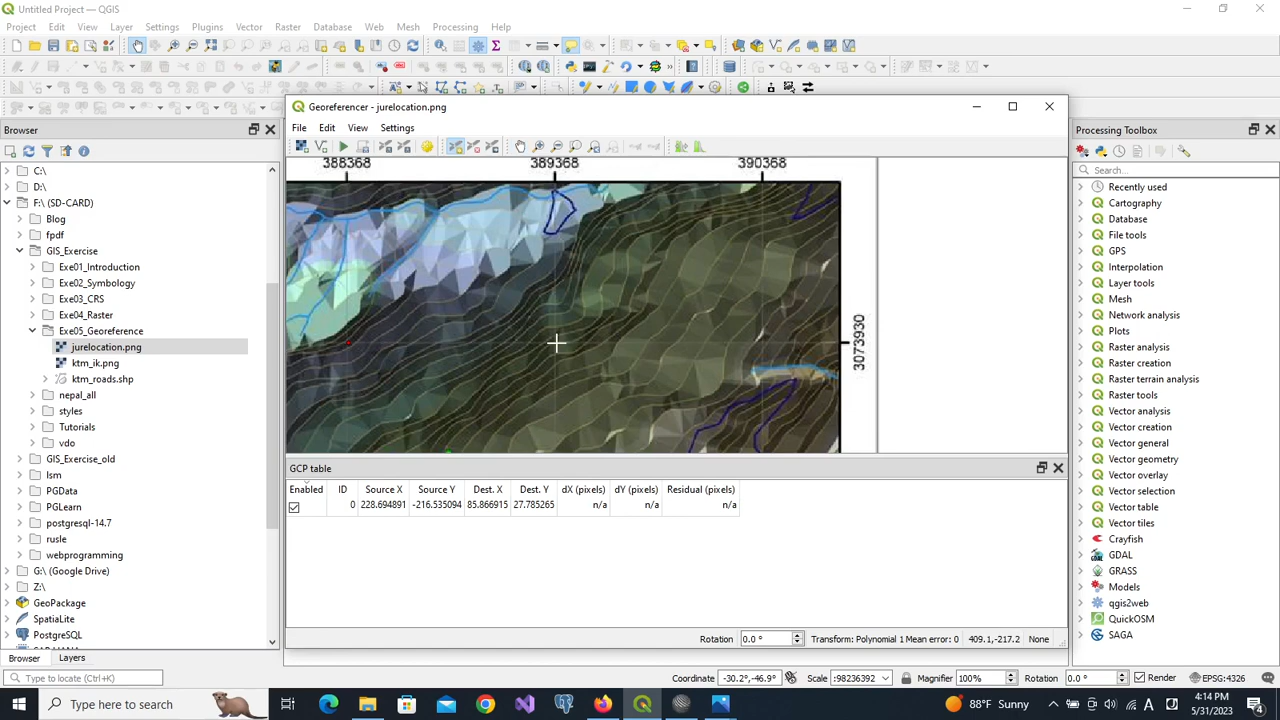 Untitled Project — QGIS
Project Edit View Layer Settings Plugins Vector Raster Database Web Mesh Processing Help
Georeferencer - jurelocation.png
File Edit View Settings
Browser
C:\
D:\
F:\ (SD-CARD)
Blog
fpdf
GIS_Exercise
Exe01_Introduction
Exe02_Symbology
Exe03_CRS
Exe04_Raster
Exe05_Georeference
jurelocation.png
ktm_ik.png
ktm_roads.shp
nepal_all
styles
Tutorials
vdo
GIS_Exercise_old
lsm
PGData
PGLearn
postgresql-14.7
rusle
webprogramming
G:\ (Google Drive)
Z:\
GeoPackage
SpatiaLite
PostgreSQL
Browser Layers
388368 389368 390368
3073930
GCP table
Enabled ID Source X Source Y Dest. X Dest. Y dX (pixels) dY (pixels) Residual (pixels)
0 228.694891 -216.535094 85.866915 27.785265 n/a n/a n/a
Rotation 0.0 ° Transform: Polynomial 1 Mean error: 0 409.1,-217.2 None
Processing Toolbox
Search...
Recently used
Cartography
Database
File tools
GPS
Interpolation
Layer tools
Mesh
Network analysis
Plots
Raster analysis
Raster creation
Raster terrain analysis
Raster tools
Vector analysis
Vector creation
Vector general
Vector geometry
Vector overlay
Vector selection
Vector table
Vector tiles
Crayfish
GDAL
GRASS
Models
qgis2web
QuickOSM
SAGA
Type to locate (Ctrl+K)
Coordinate -30.2°,-46.9° Scale :98236392 Magnifier 100% Rotation 0.0 ° Render EPSG:4326
Type here to search
88°F Sunny
4:14 PM
5/31/2023